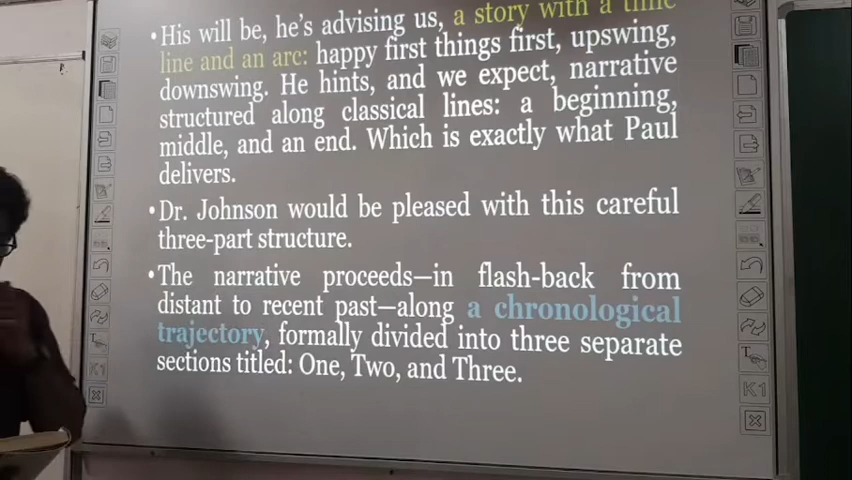 •His will be, he's advising us, a story with a time
line and an arc: happy first things first, upswing,
downswing. He hints, and we expect, narrative
structured along classical lines: a beginning,
middle, and an end. Which is exactly what Paul
delivers.
•Dr. Johnson would be pleased with this careful
three-part structure.
•The narrative proceeds—in flash-back from
distant to recent past—along a chronological
trajectory, formally divided into three separate
sections titled: One, Two, and Three.
K1
K1